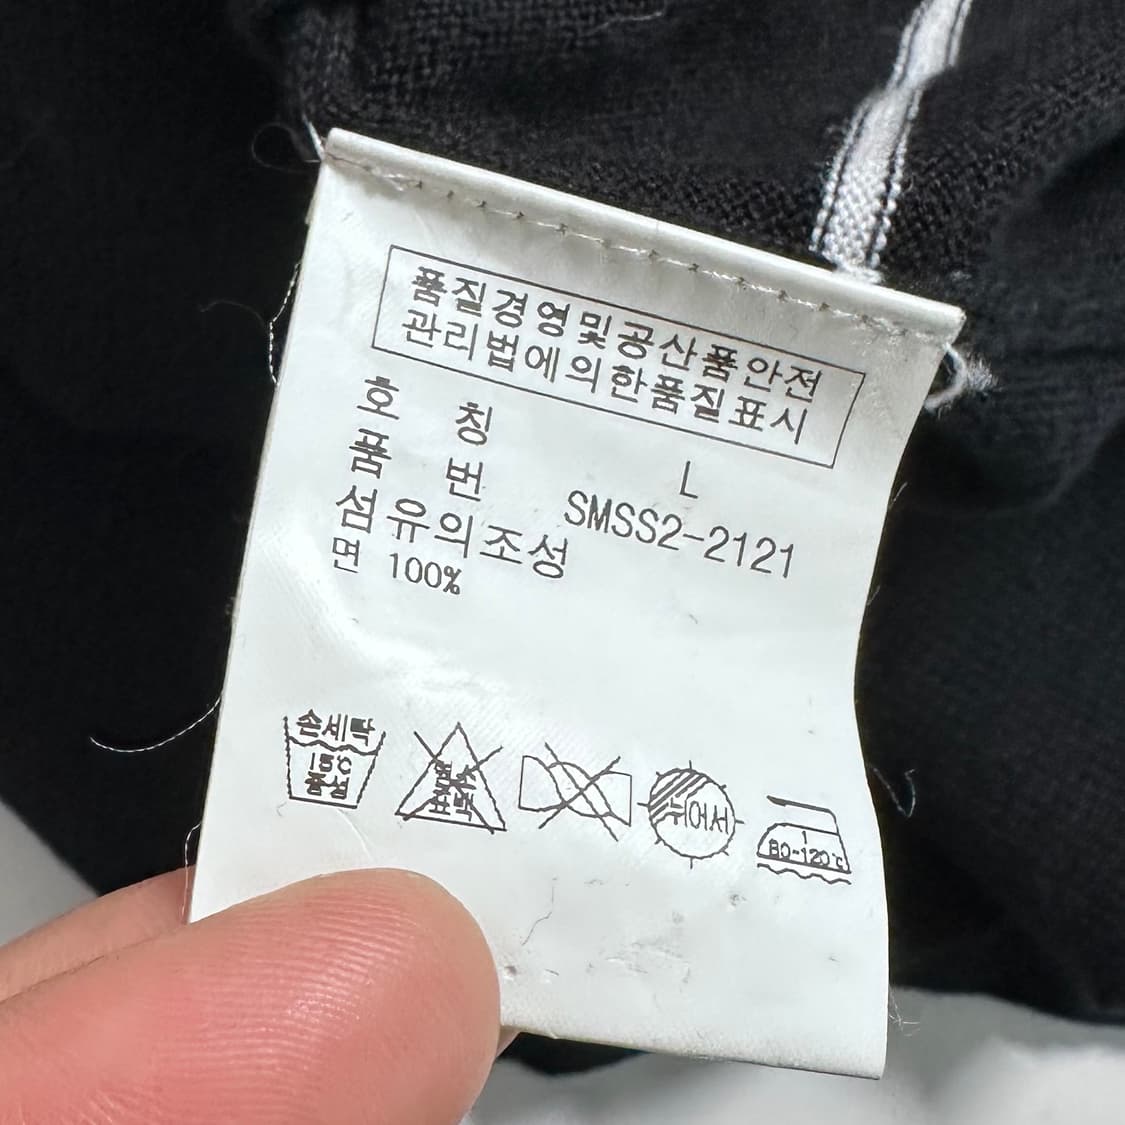 품질경영및공산품안전
관리법에의한품질표시
호 칭 L
품 번 SMSS2-2121
섬유의조성
면 100%
손세탁
15℃
중성
염소
표백
뉘어서
1
80-120℃